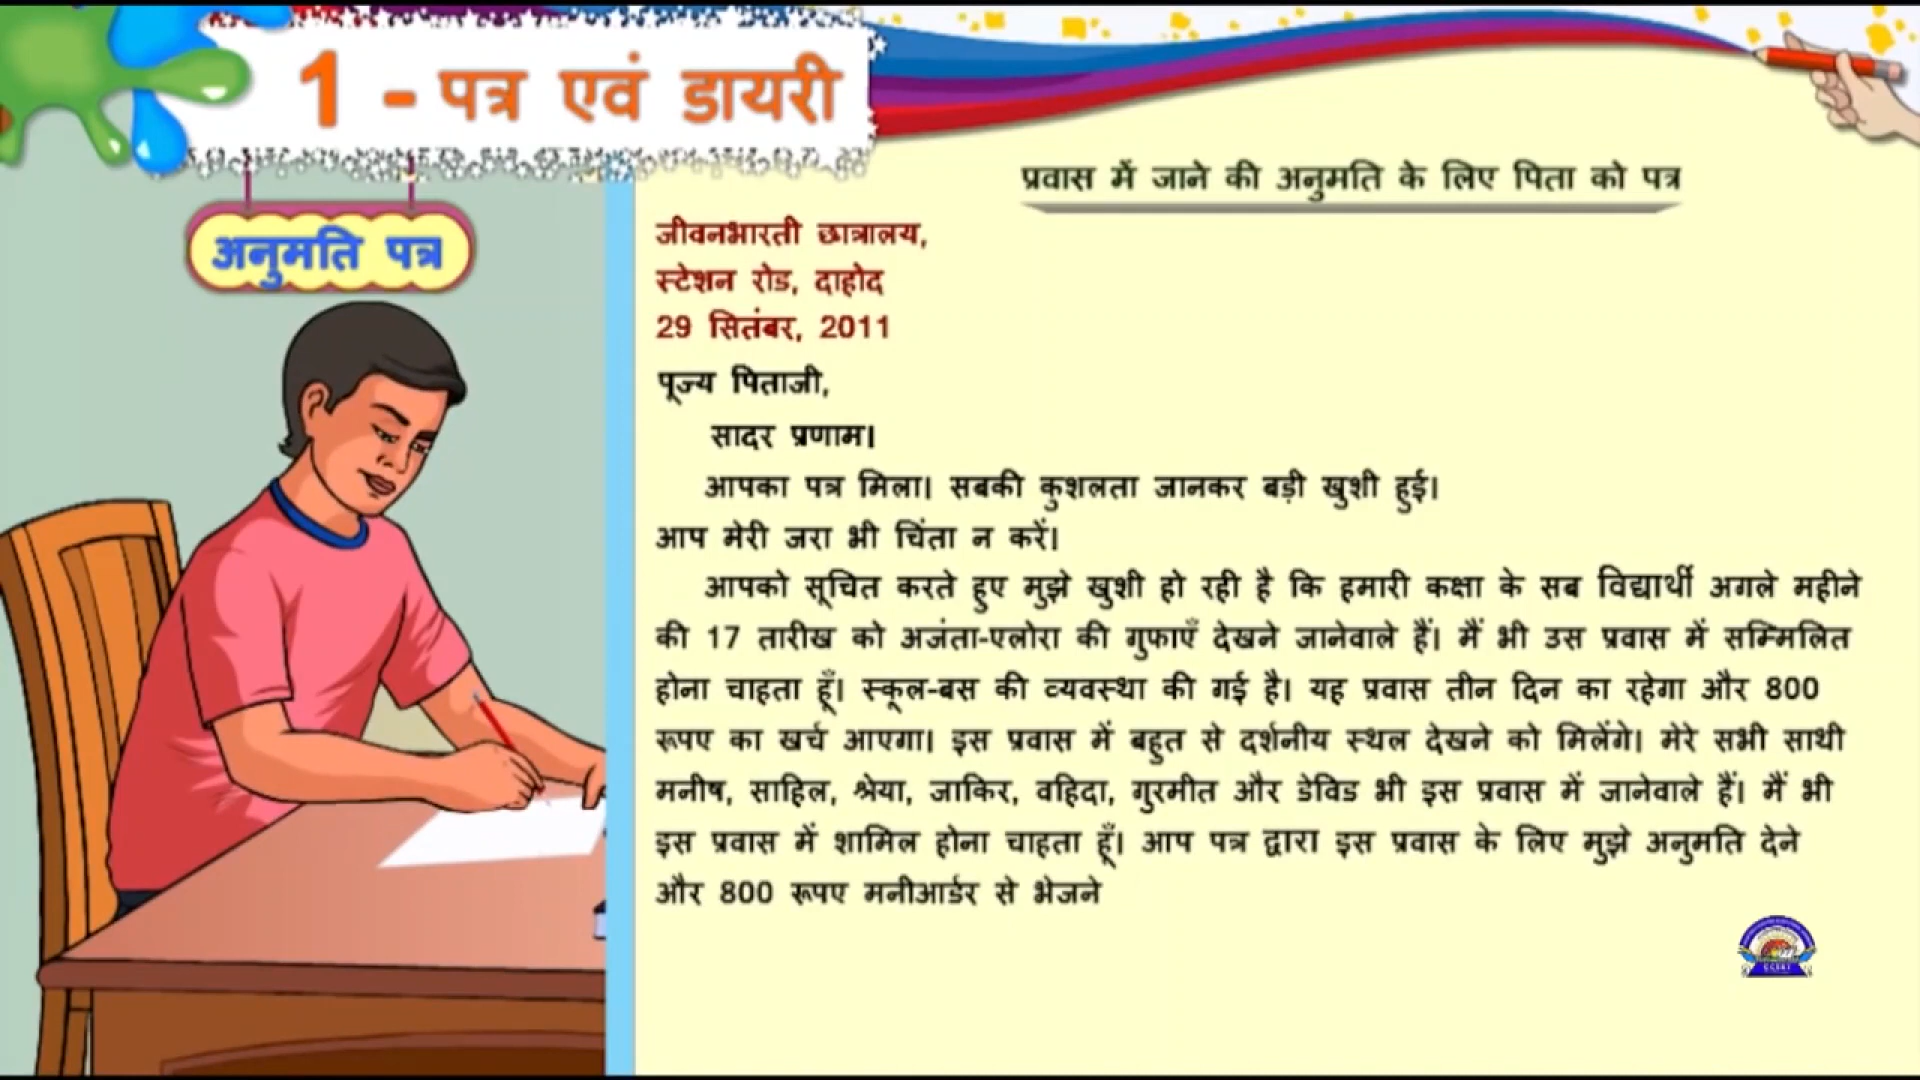 1 - पत्र एवं डायरी
अनुमति पत्र
प्रवास में जाने की अनुमति के लिए पिता को पत्र
जीवनभारती छात्रालय,
स्टेशन रोड, दाहोद
29 सितंबर, 2011
पूज्य पिताजी,
सादर प्रणाम।
आपका पत्र मिला। सबकी कुशलता जानकर बड़ी खुशी हुई।
आप मेरी जरा भी चिंता न करें।
आपको सूचित करते हुए मुझे खुशी हो रही है कि हमारी कक्षा के सब विद्यार्थी अगले महीने
की 17 तारीख को अजंता-एलोरा की गुफाएँ देखने जानेवाले हैं। मैं भी उस प्रवास में सम्मिलित
होना चाहता हूँ। स्कूल-बस की व्यवस्था की गई है। यह प्रवास तीन दिन का रहेगा और 800
रूपए का खर्च आएगा। इस प्रवास में बहुत से दर्शनीय स्थल देखने को मिलेंगे। मेरे सभी साथी
मनीष, साहिल, श्रेया, जाकिर, वहिदा, गुरमीत और डेविड भी इस प्रवास में जानेवाले हैं। मैं भी
इस प्रवास में शामिल होना चाहता हूँ। आप पत्र द्वारा इस प्रवास के लिए मुझे अनुमति देने
और 800 रूपए मनीआर्डर से भेजने